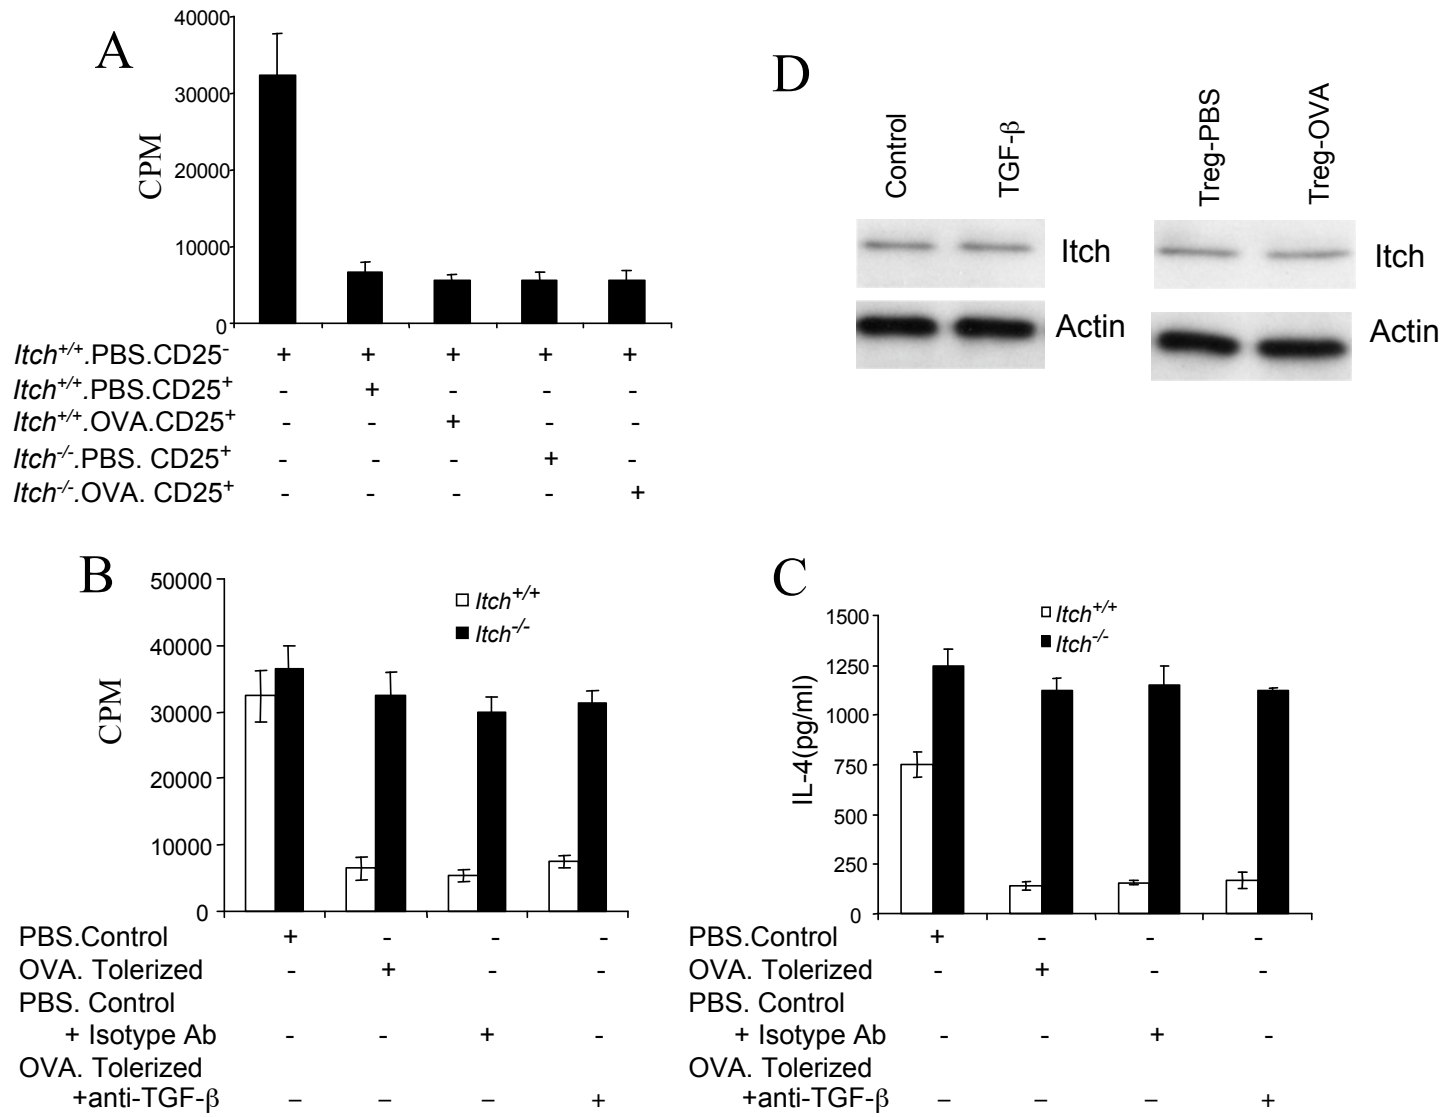 A
40000
30000
20000
10000
0
CPM
Itch+/+.PBS.CD25- + + + + +
Itch+/+.PBS.CD25+ - + - - -
Itch+/+.OVA.CD25+ - - + - -
Itch-/-.PBS. CD25+ - - - + -
Itch-/-.OVA. CD25+ - - - - +
D
Control
TGF-β
Treg-PBS
Treg-OVA
Itch
Actin
Itch
Actin
B
50000
40000
30000
20000
10000
0
CPM
Itch+/+
Itch-/-
PBS.Control + - - -
OVA. Tolerized - + - -
PBS. Control
+ Isotype Ab - - + -
OVA. Tolerized
+anti-TGF-β – – – +
C
1500
1250
1000
750
500
250
0
IL-4(pg/ml)
Itch+/+
Itch-/-
PBS.Control + - - -
OVA. Tolerized - + - -
PBS. Control
+ Isotype Ab - - + -
OVA. Tolerized
+anti-TGF-β – – – +